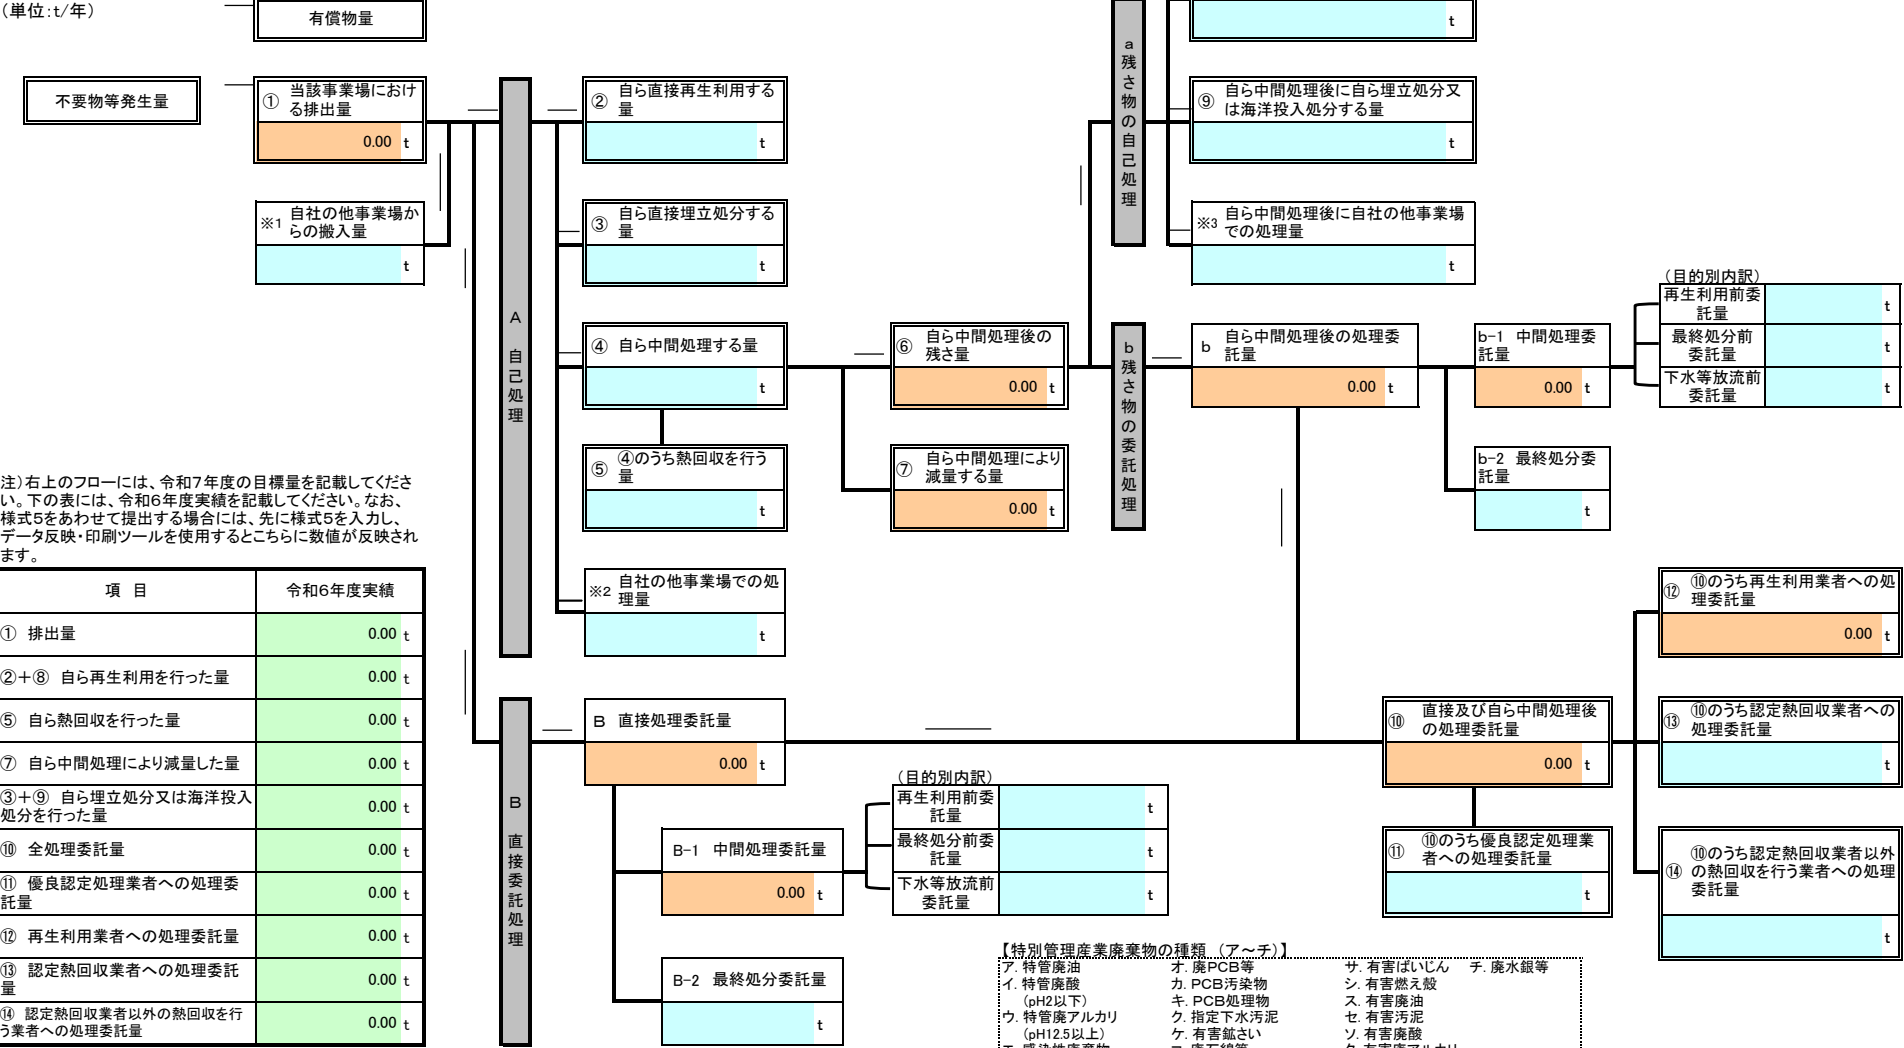 （単位：t/年）
有償物量
t
不要物等発生量
① 当該事業場におけ
る排出量
0.00 t
※1 自社の他事業場か
らの搬入量
t
A 自己処理
② 自ら直接再生利用する
量
t
③ 自ら直接埋立処分する
量
t
④ 自ら中間処理する量
t
⑤ ④のうち熱回収を行う
量
t
※2 自社の他事業場での処
理量
t
⑥ 自ら中間処理後の
残さ量
0.00 t
⑦ 自ら中間処理により
減量する量
0.00 t
a 残さ物の自己処理
⑨ 自ら中間処理後に自ら埋立処分又
は海洋投入処分する量
t
※3 自ら中間処理後に自社の他事業場
での処理量
t
b 残さ物の委託処理
b 自ら中間処理後の処理委
託量
0.00 t
b-1 中間処理委
託量
0.00 t
b-2 最終処分委
託量
t
（目的別内訳）
再生利用前委
託量
t
最終処分前
委託量
t
下水等放流前
委託量
t
注）右上のフローには、令和７年度の目標量を記載してくださ
い。下の表には、令和６年度実績を記載してください。なお、
様式５をあわせて提出する場合には、先に様式５を入力し、
データ反映・印刷ツールを使用するとこちらに数値が反映され
ます。
項 目 令和６年度実績
① 排出量 0.00 t
②＋⑧ 自ら再生利用を行った量 0.00 t
⑤ 自ら熱回収を行った量 0.00 t
⑦ 自ら中間処理により減量した量 0.00 t
③＋⑨ 自ら埋立処分又は海洋投入
処分を行った量 0.00 t
⑩ 全処理委託量 0.00 t
⑪ 優良認定処理業者への処理委
託量 0.00 t
⑫ 再生利用業者への処理委託量 0.00 t
⑬ 認定熱回収業者への処理委託
量 0.00 t
⑭ 認定熱回収業者以外の熱回収を行
う業者への処理委託量 0.00 t
B 直接委託処理
B 直接処理委託量
0.00 t
B-1 中間処理委託量
0.00 t
B-2 最終処分委託量
t
（目的別内訳）
再生利用前委
託量
t
最終処分前委
託量
t
下水等放流前
委託量
t
⑩ 直接及び自ら中間処理後
の処理委託量
0.00 t
⑪ ⑩のうち優良認定処理業
者への処理委託量
t
⑫ ⑩のうち再生利用業者への処
理委託量
0.00 t
⑬ ⑩のうち認定熱回収業者への
処理委託量
t
⑭ ⑩のうち認定熱回収業者以外
の熱回収を行う業者への処理
委託量
t
【特別管理産業廃棄物の種類 （ア～チ）】
ア. 特管廃油 オ. 廃PCB等 サ. 有害ばいじん チ. 廃水銀等
イ. 特管廃酸 カ. PCB汚染物 シ. 有害燃え殻
（pH2以下） キ. PCB処理物 ス. 有害廃油
ウ. 特管廃アルカリ ク. 指定下水汚泥 セ. 有害汚泥
（pH12.5以上） ケ. 有害鉱さい ソ. 有害廃酸
エ. 感染性廃棄物 コ. 廃石綿等 タ. 有害廃アルカリ